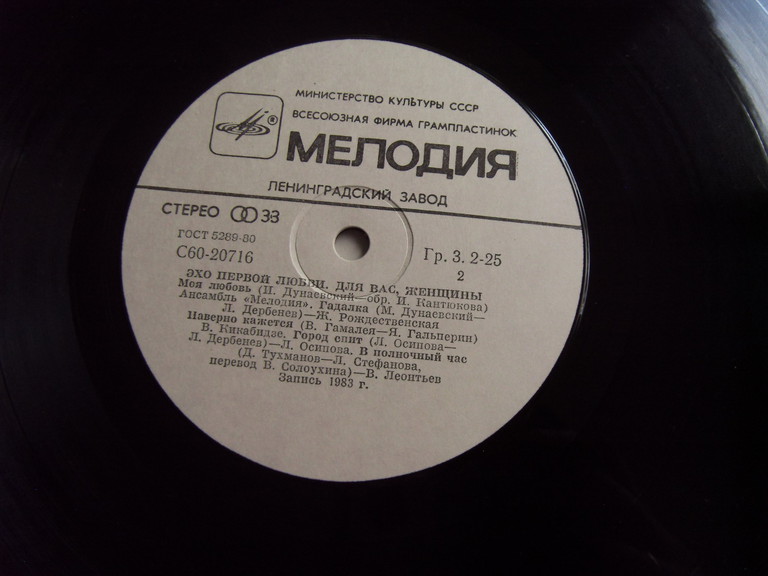 МИНИСТЕРСТВО КУЛЬТУРЫ СССР
ВСЕСОЮЗНАЯ ФИРМА ГРАМПЛАСТИНОК
®
МЕЛОДИЯ
ЛЕНИНГРАДСКИЙ ЗАВОД
СТЕРЕО 33
ГОСТ 5289-80
С60-20716
Гр. 3. 2-25
2
ЭХО ПЕРВОЙ ЛЮБВИ. ДЛЯ ВАС, ЖЕНЩИНЫ
Моя любовь (И. Дунаевский—обр. И. Кантюкова)
Ансамбль «Мелодия». Гадалка (М. Дунаевский—
Л. Дербенев)—Ж. Рождественская
Наверно кажется (В. Гамалея—Я. Гальперин)
В. Кикабидзе. Город спит (Л. Осипова—
Л. Дербенев)—Л. Осипова. В полночный час
(Д. Тухманов—Л. Стефанова,
перевод В. Солоухина)—В. Леонтьев
Запись 1983 г.